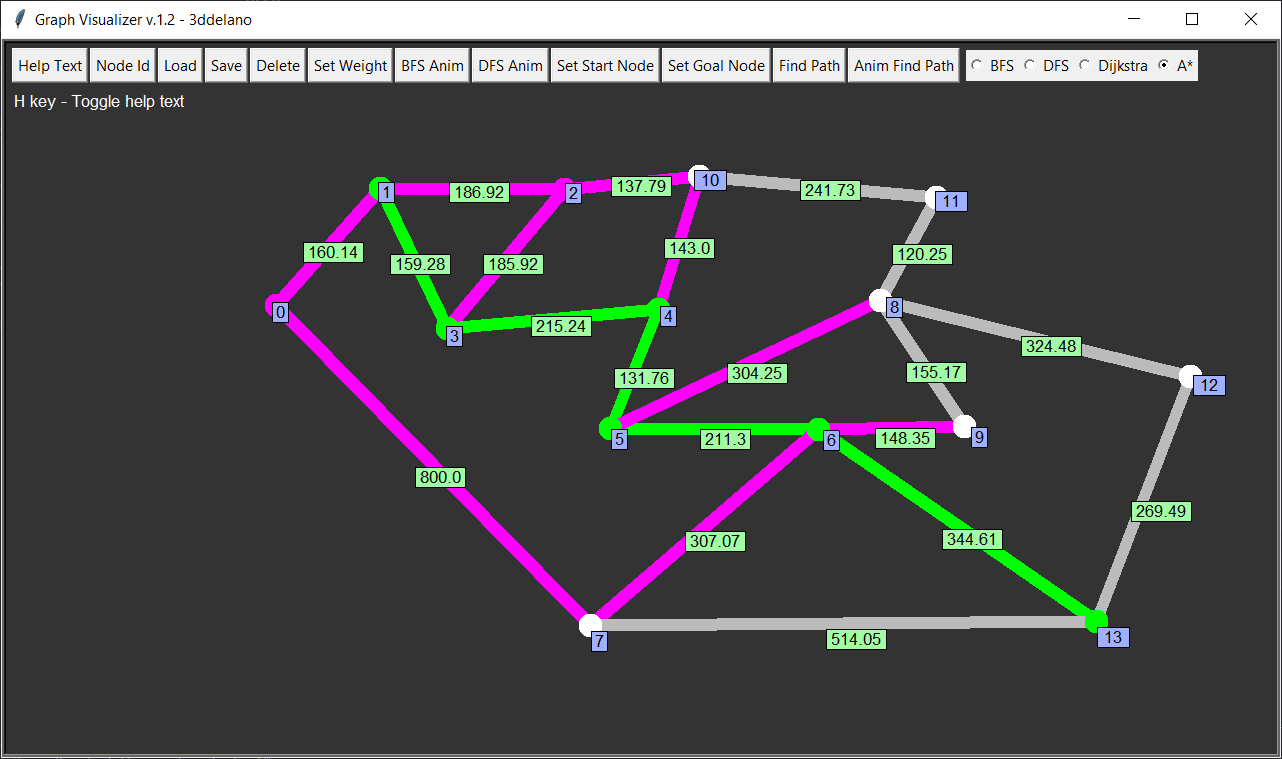 Graph Visualizer v.1.2 - 3ddelano
Help Text Node Id Load Save Delete Set Weight BFS Anim DFS Anim Set Start Node Set Goal Node Find Path Anim Find Path BFS DFS Dijkstra A*
H key - Toggle help text
1 186.92 2 137.79 10 241.73 11
160.14 159.28 185.92 143.0 120.25
0 3 215.24 4 8
131.76 304.25 155.17 324.48 12
5 211.3 6 148.35 9
800.0 307.07 344.61 269.49
7 514.05 13